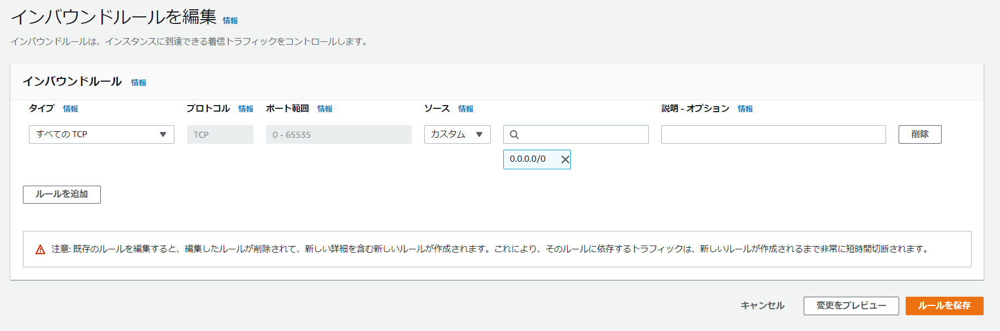 インバウンドルールを編集 情報
インバウンドルールは、インスタンスに到達できる着信トラフィックをコントロールします。
インバウンドルール 情報
タイプ 情報 プロトコル 情報 ポート範囲 情報 ソース 情報 説明 - オプション 情報
すべての TCP TCP 0 - 65535 カスタム 削除
0.0.0.0/0
ルールを追加
注意: 既存のルールを編集すると、編集したルールが削除されて、新しい詳細を含む新しいルールが作成されます。これにより、そのルールに依存するトラフィックは、新しいルールが作成されるまで非常に短時間切断されます。
キャンセル 変更をプレビュー ルールを保存